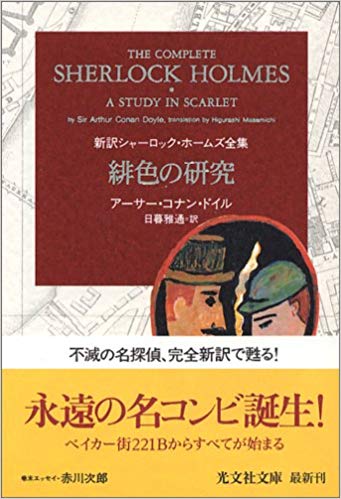 THE COMPLETE
SHERLOCK HOLMES
A STUDY IN SCARLET
by Sir Arthur Conan Doyle, translation by Higurashi Masamichi
新訳シャーロック・ホームズ全集
緋色の研究
アーサー・コナン・ドイル
日暮雅通・訳
不滅の名探偵、完全新訳で甦る!
永遠の名コンビ誕生!
ベイカー街221Bからすべてが始まる
巻末エッセイ・赤川次郎
光文社文庫 最新刊